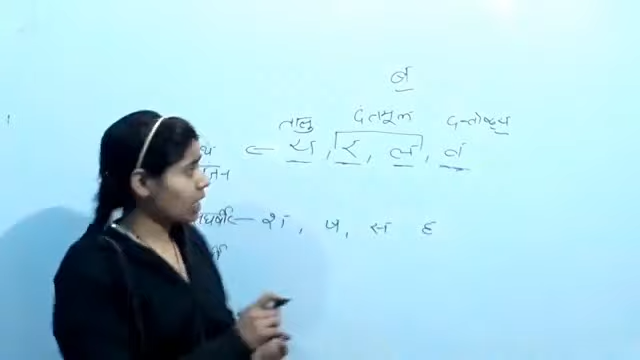 ब
तालु दंतमूल दन्तोष्ठ्य
य, र, ल, व
श, ष, स ह